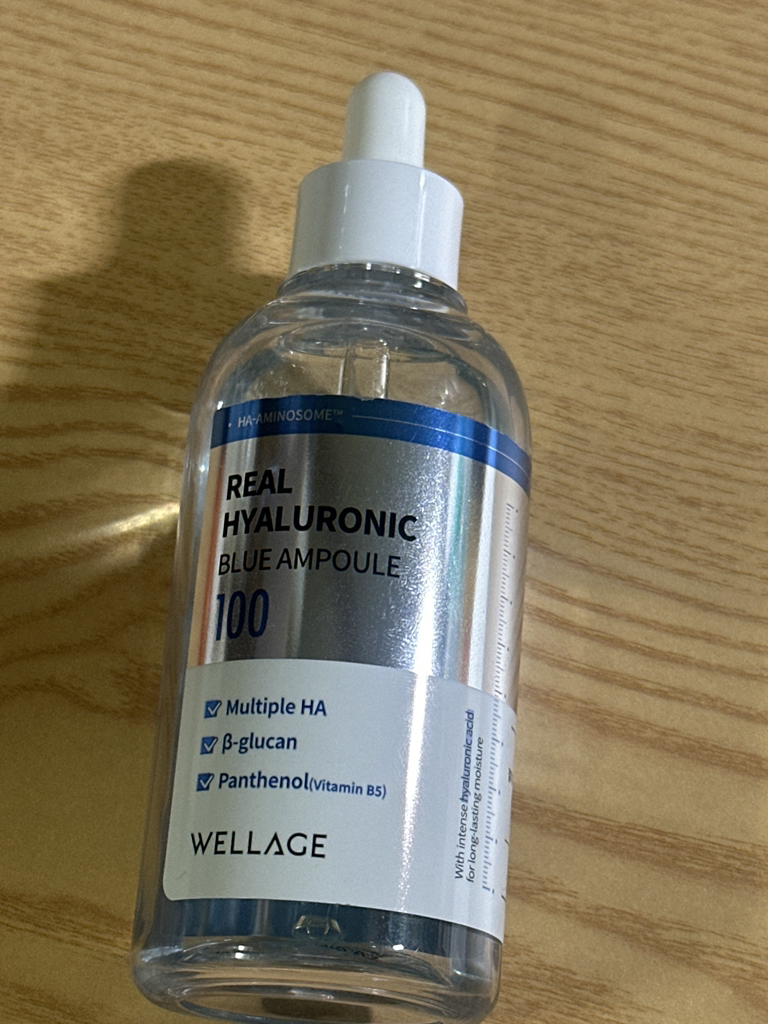 HA-AMINOSOME™
REAL
HYALURONIC
BLUE AMPOULE
100
Multiple HA
β-glucan
Panthenol(Vitamin B5)
WELLAGE
With intense hyaluronic acid
for long-lasting moisture